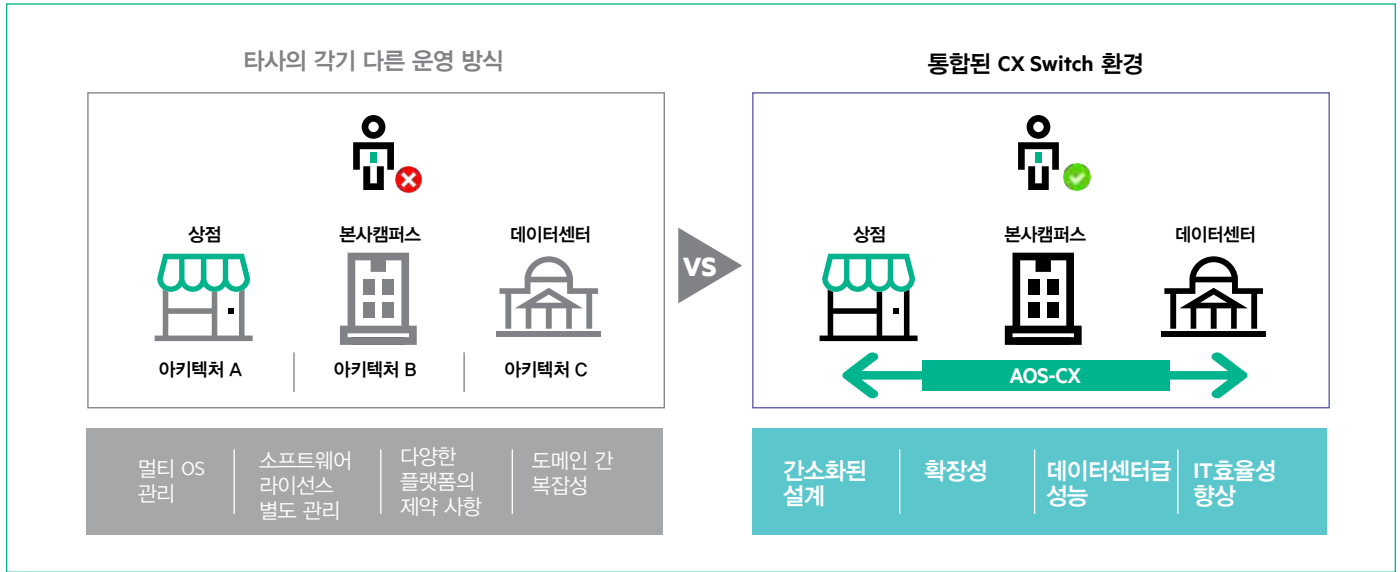 타사의 각기 다른 운영 방식
상점
본사캠퍼스
데이터센터
아키텍처 A
아키텍처 B
아키텍처 C
멀티 OS
관리
소프트웨어
라이선스
별도 관리
다양한
플랫폼의
제약 사항
도메인 간
복잡성
VS
통합된 CX Switch 환경
상점
본사캠퍼스
데이터센터
AOS-CX
간소화된
설계
확장성
데이터센터급
성능
IT효율성
향상